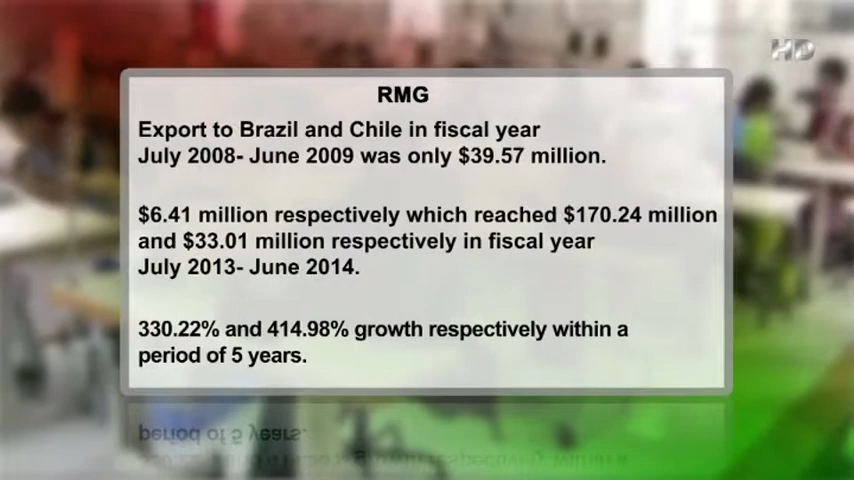 HD
RMG
Export to Brazil and Chile in fiscal year
July 2008- June 2009 was only $39.57 million.
$6.41 million respectively which reached $170.24 million
and $33.01 million respectively in fiscal year
July 2013- June 2014.
330.22% and 414.98% growth respectively within a
period of 5 years.